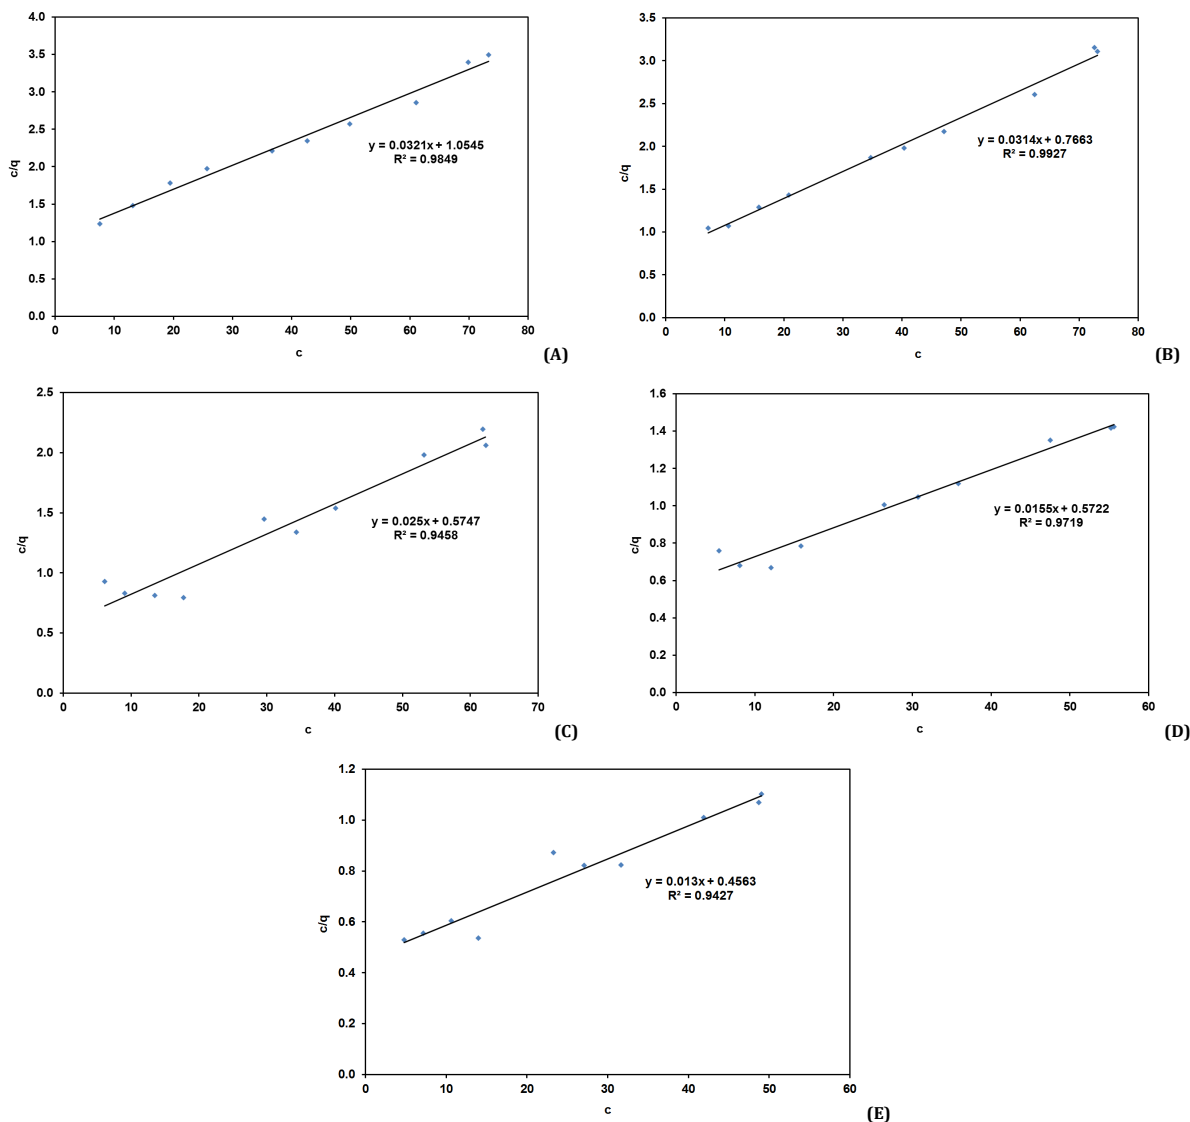 4.0
3.5
3.0
2.5
2.0
1.5
1.0
0.5
0.0
c/q
y = 0.0321x + 1.0545
R² = 0.9849
0 10 20 30 40 50 60 70 80
c
(A)
3.5
3.0
2.5
2.0
1.5
1.0
0.5
0.0
c/q
y = 0.0314x + 0.7663
R² = 0.9927
0 10 20 30 40 50 60 70 80
c
(B)
2.5
2.0
1.5
1.0
0.5
0.0
c/q
y = 0.025x + 0.5747
R² = 0.9458
0 10 20 30 40 50 60 70
c
(C)
1.6
1.4
1.2
1.0
0.8
0.6
0.4
0.2
0.0
c/q
y = 0.0155x + 0.5722
R² = 0.9719
0 10 20 30 40 50 60
c
(D)
1.2
1.0
0.8
0.6
0.4
0.2
0.0
c/q
y = 0.013x + 0.4563
R² = 0.9427
0 10 20 30 40 50 60
c
(E)